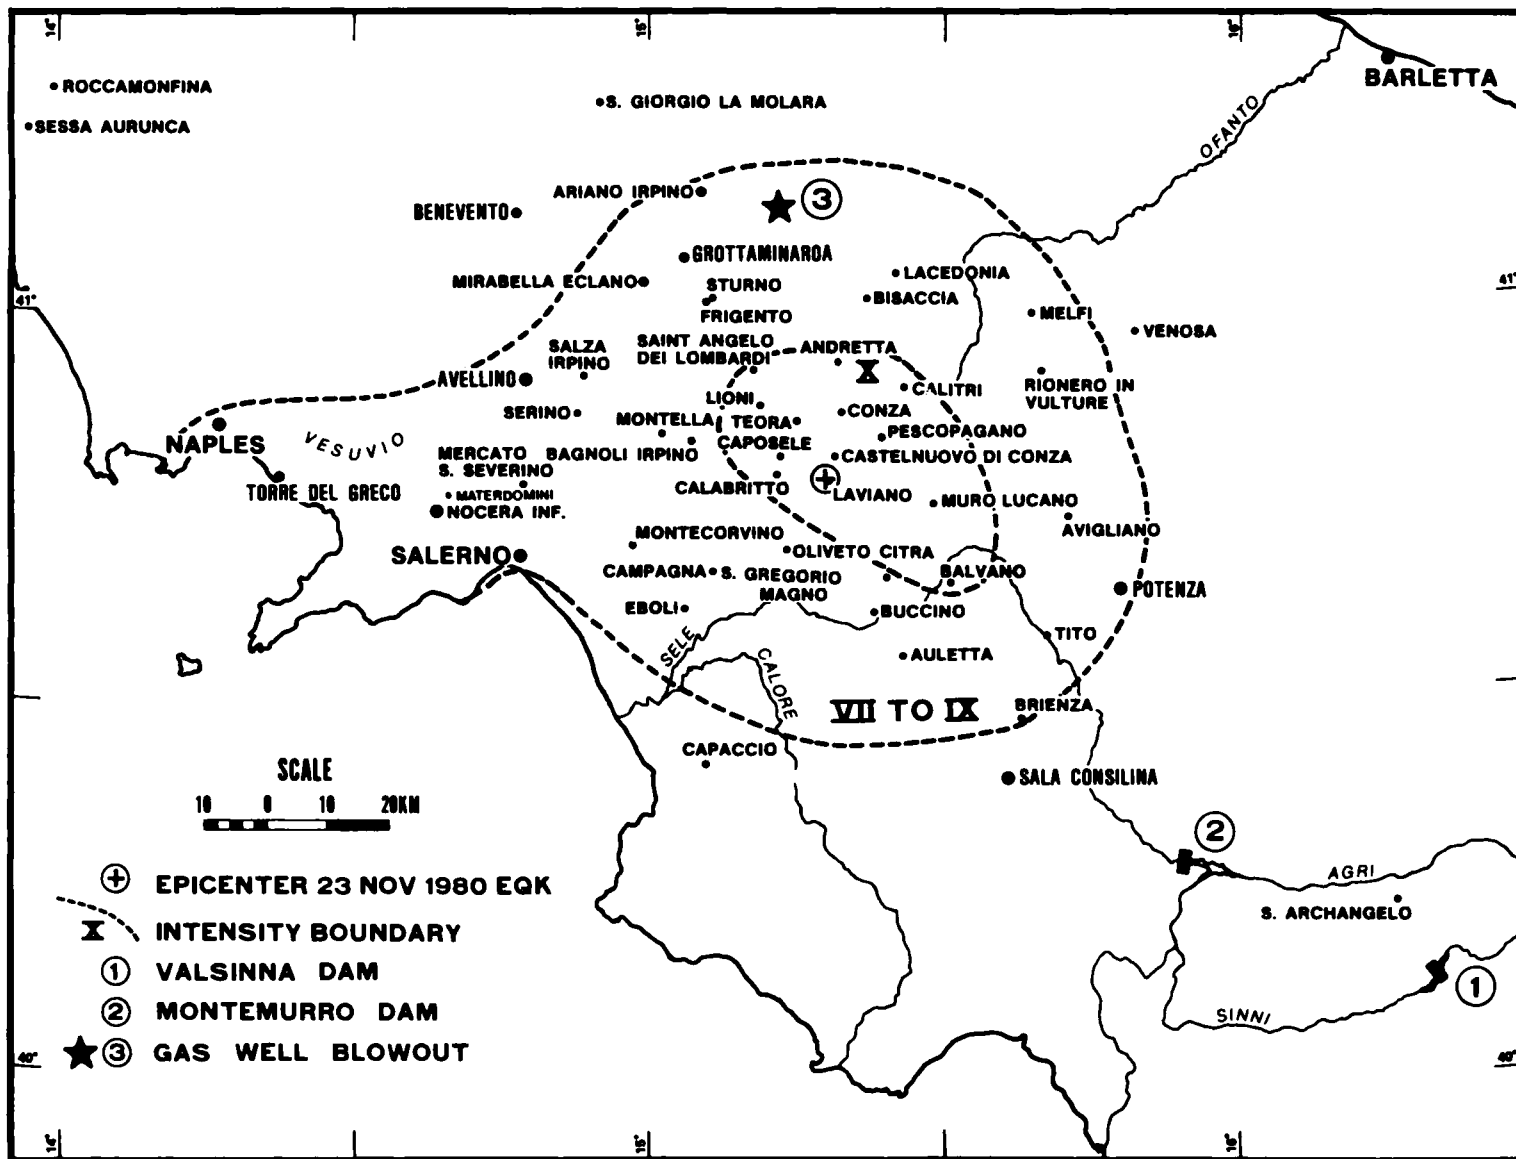 14°
15°
16°
ROCCAMONFINA
BARLETTA
S. GIORGIO LA MOLARA
SESSA AURUNCA
OFANTO
ARIANO IRPINO
3
BENEVENTO
GROTTAMINARDA
LACEDONIA
MIRABELLA ECLANO
STURNO
BISACCIA
41°
41°
FRIGENTO
MELFI
VENOSA
SALZA
IRPINO
SAINT ANGELO
DEI LOMBARDI
ANDRETTA
X
AVELLINO
CALITRI
RIONERO IN
VULTURE
LIONI
SERINO
MONTELLA
TEORA
CONZA
NAPLES
VESUVIO
PESCOPAGANO
MERCATO
S. SEVERINO
BAGNOLI IRPINO
CAPOSELE
CASTELNUOVO DI CONZA
TORRE DEL GRECO
MATERDOMINI
CALABRITTO
LAVIANO
MURO LUCANO
NOCERA INF.
AVIGLIANO
MONTECORVINO
SALERNO
OLIVETO CITRA
CAMPAGNA
S. GREGORIO
MAGNO
BALVANO
POTENZA
EBOLI
BUCCINO
TITO
SELE
CALORE
AULETTA
VII TO IX
BRIENZA
CAPACCIO
SALA CONSILINA
SCALE
10 0 10 20KM
2
EPICENTER 23 NOV 1980 EQK
AGRI
S. ARCHANGELO
X INTENSITY BOUNDARY
1 VALSINNA DAM
1
2 MONTEMURRO DAM
SINNI
3 GAS WELL BLOWOUT
40°
40°
14°
15°
16°